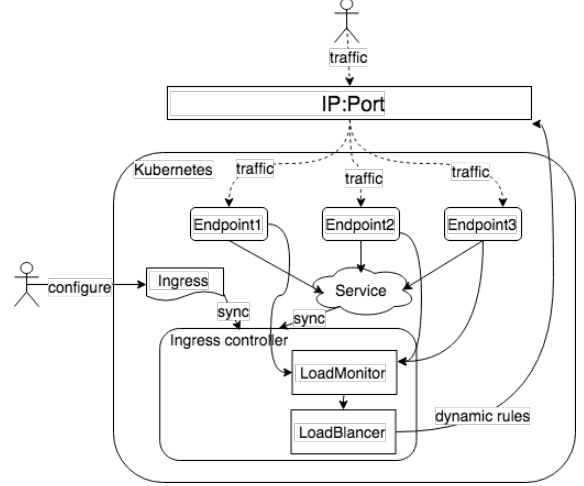 traffic
IP:Port
Kubernetes
traffic
traffic
traffic
Endpoint1
Endpoint2
Endpoint3
configure
Ingress
Service
sync
sync
Ingress controller
LoadMonitor
LoadBlancer
dynamic rules